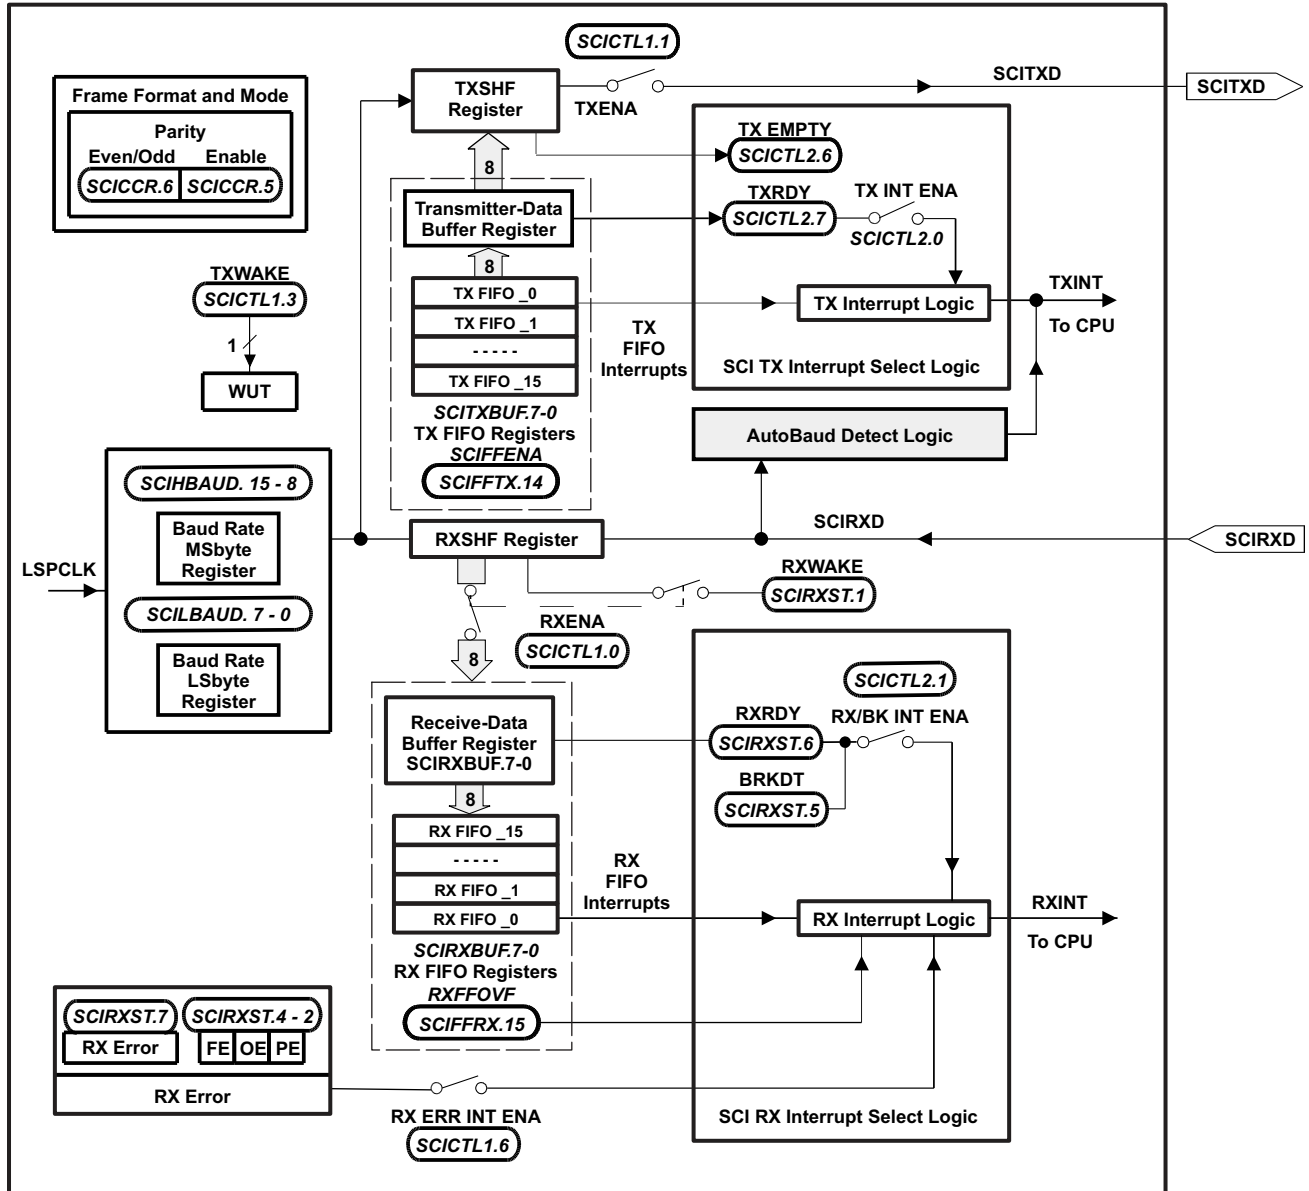 SCICTL1.1
TXSHF
Register
TXENA
SCITXD
SCITXD
Frame Format and Mode
Parity
Even/Odd Enable
SCICCR.6 SCICCR.5
TX EMPTY
SCICTL2.6
8
TXRDY
SCICTL2.7
TX INT ENA
SCICTL2.0
Transmitter-Data
Buffer Register
8
TXWAKE
SCICTL1.3
1
WUT
TX FIFO _0
TX FIFO _1
- - - - -
TX FIFO _15
SCITXBUF.7-0
TX FIFO Registers
SCIFFENA
SCIFFTX.14
TX
FIFO
Interrupts
TX Interrupt Logic
TXINT
To CPU
SCI TX Interrupt Select Logic
AutoBaud Detect Logic
LSPCLK
SCIHBAUD. 15 - 8
Baud Rate
MSbyte
Register
SCILBAUD. 7 - 0
Baud Rate
LSbyte
Register
RXSHF Register
SCIRXD
SCIRXD
RXWAKE
SCIRXST.1
RXENA
SCICTL1.0
8
Receive-Data
Buffer Register
SCIRXBUF.7-0
8
SCICTL2.1
RXRDY
RX/BK INT ENA
SCIRXST.6
BRKDT
SCIRXST.5
RX FIFO _15
- - - - -
RX FIFO _1
RX FIFO _0
SCIRXBUF.7-0
RX FIFO Registers
RXFFOVF
SCIFFRX.15
RX
FIFO
Interrupts
RX Interrupt Logic
RXINT
To CPU
SCI RX Interrupt Select Logic
SCIRXST.7 SCIRXST.4 - 2
RX Error FE OE PE
RX Error
RX ERR INT ENA
SCICTL1.6